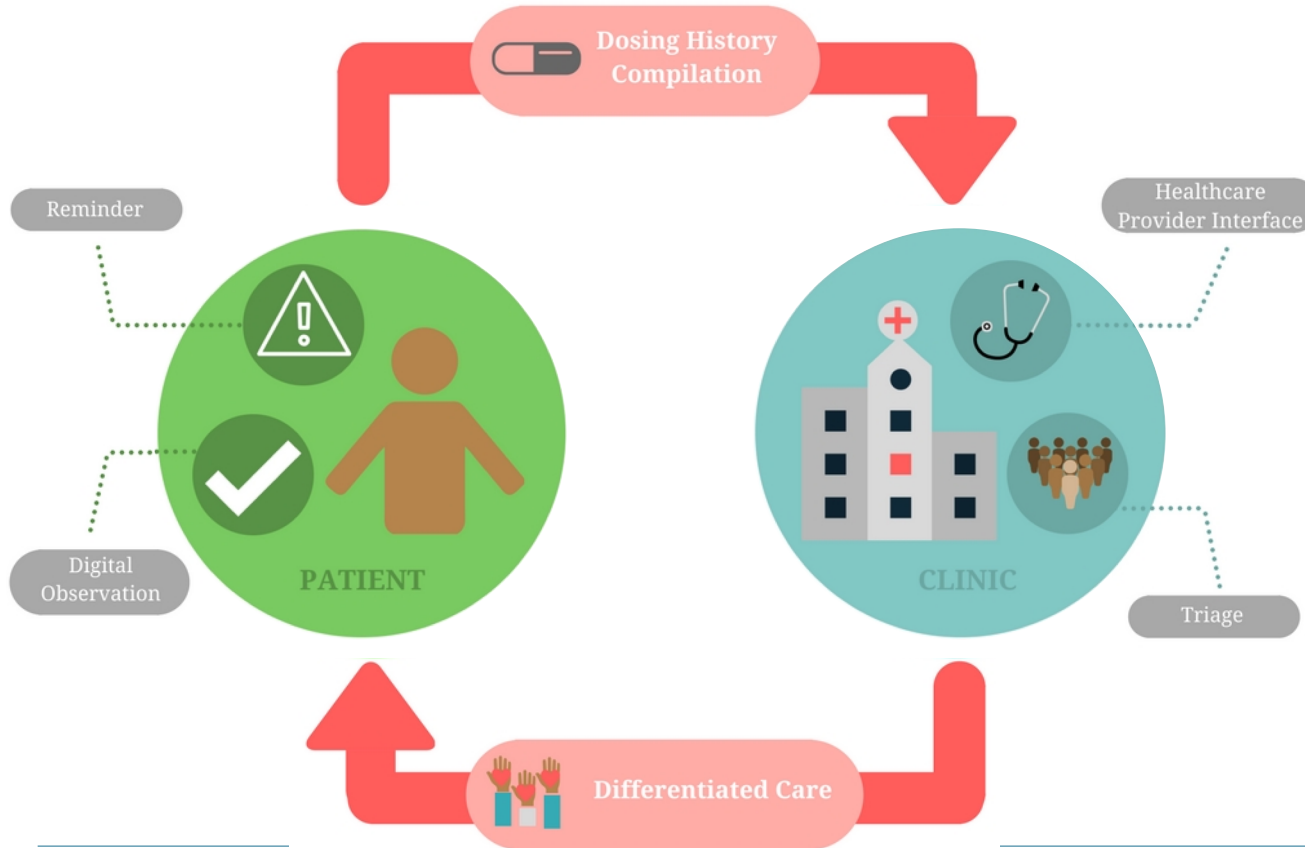 Dosing History
Compilation
Reminder
Healthcare
Provider Interface
Digital
Observation
PATIENT
CLINIC
Triage
Differentiated Care